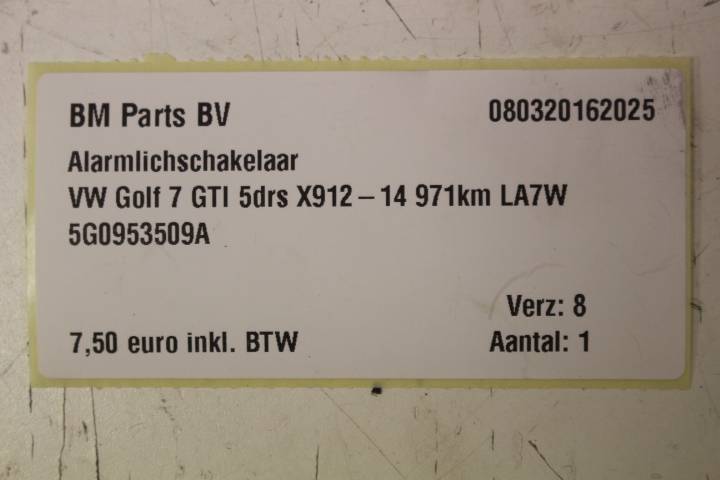 BM Parts BV 080320162025
Alarmlichschakelaar
VW Golf 7 GTI 5drs X912 – 14 971km LA7W
5G0953509A
Verz: 8
7,50 euro inkl. BTW Aantal: 1